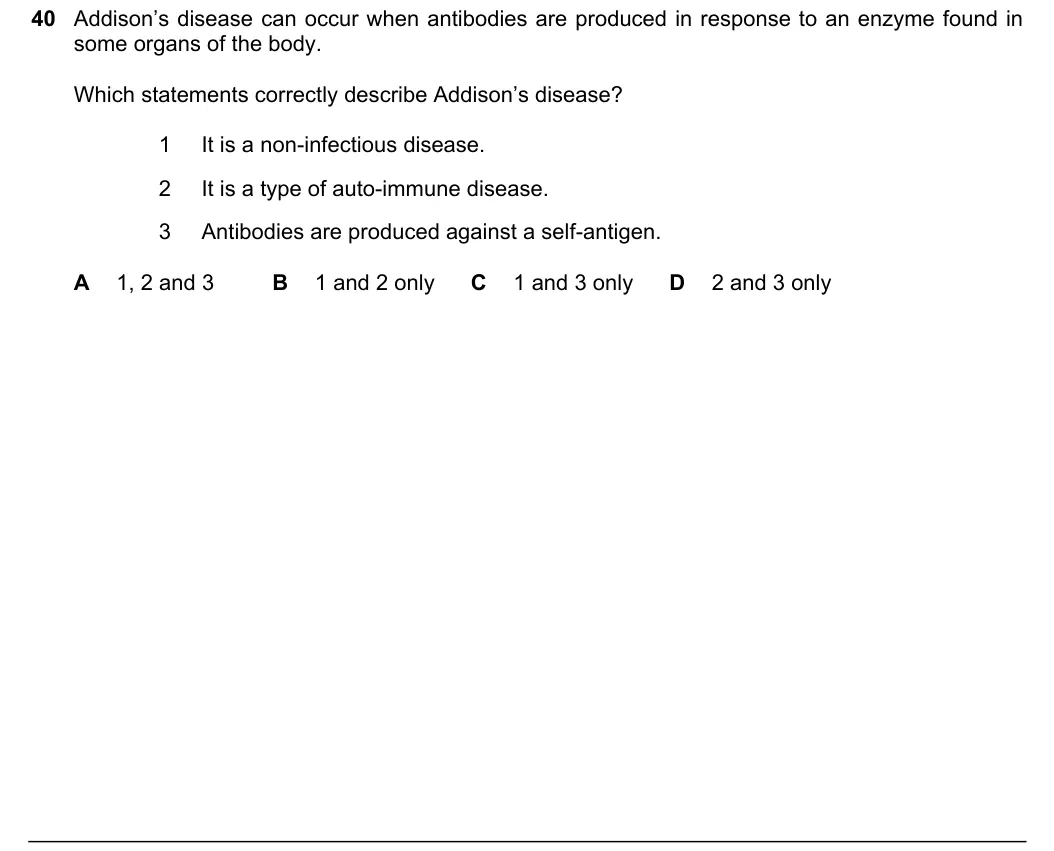 40 Addison’s disease can occur when antibodies are produced in response to an enzyme found in
some organs of the body.
Which statements correctly describe Addison’s disease?
1 It is a non-infectious disease.
2 It is a type of auto-immune disease.
3 Antibodies are produced against a self-antigen.
A 1, 2 and 3 B 1 and 2 only C 1 and 3 only D 2 and 3 only